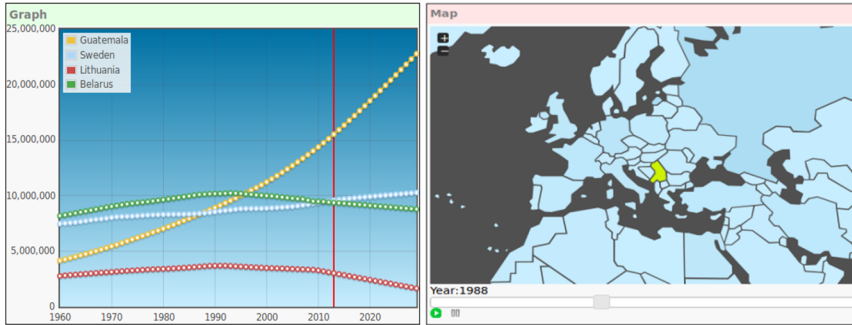 Graph
25,000,000
20,000,000
15,000,000
10,000,000
5,000,000
0
Guatemala
Sweden
Lithuania
Belarus
1960 1970 1980 1990 2000 2010 2020
Map
Year:1988